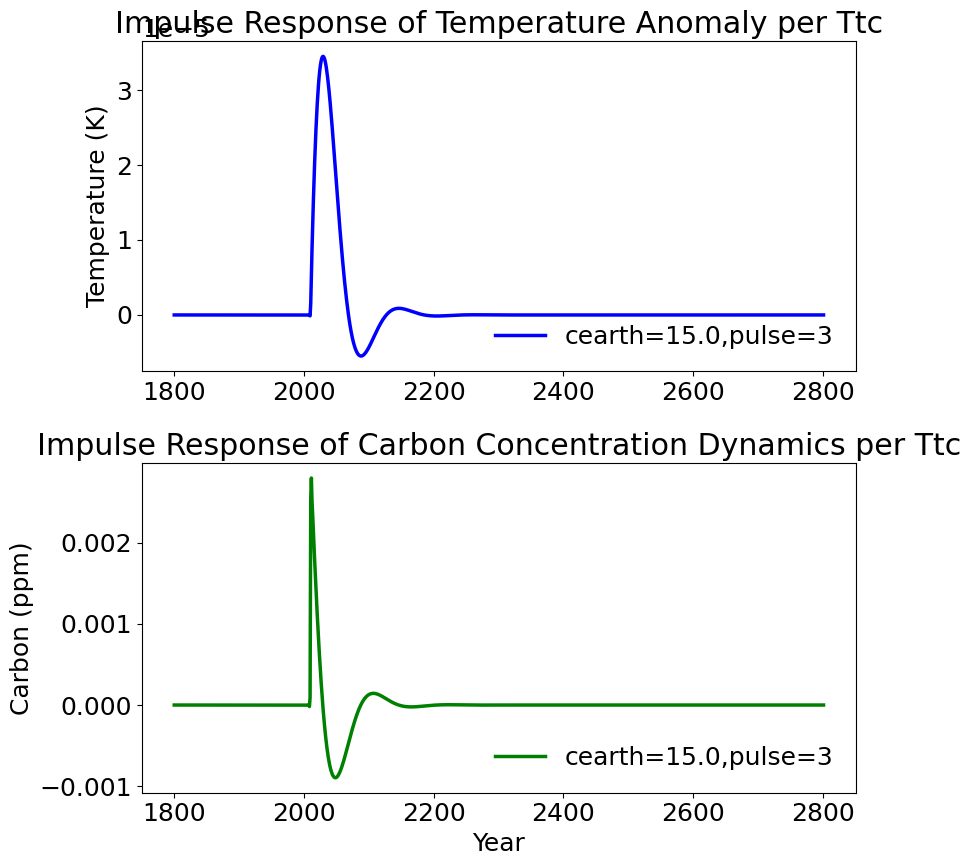 Impulse Response of Temperature Anomaly per Ttc
1e−5
3
2
1
0
Temperature (K)
cearth=15.0,pulse=3
1800 2000 2200 2400 2600 2800
Impulse Response of Carbon Concentration Dynamics per Ttc
0.002
0.001
0.000
−0.001
Carbon (ppm)
cearth=15.0,pulse=3
1800 2000 2200 2400 2600 2800
Year